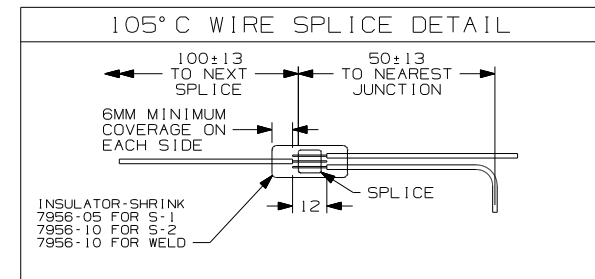 105° C WIRE SPLICE DETAIL
100±13
TO NEXT
SPLICE
50±13
TO NEAREST
JUNCTION
6MM MINIMUM
COVERAGE ON
EACH SIDE
SPLICE
12
INSULATOR-SHRINK
7956-05 FOR S-1
7956-10 FOR S-2
7956-10 FOR WELD